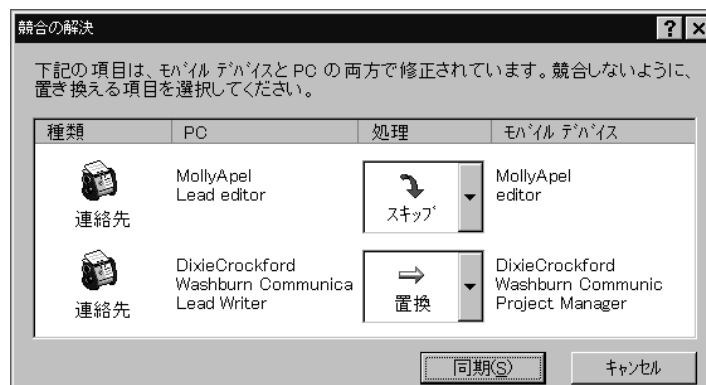 競合の解決
下記の項目は、モバイル デバイスと PC の両方で修正されています。競合しないように、
置き換える項目を選択してください。
種類 PC 処理 モバイル デバイス
連絡先 MollyApel スキップ MollyApel
Lead editor editor
連絡先 DixieCrockford 置換 DixieCrockford
Washburn Communica Washburn Communic
Lead Writer Project Manager
同期(S) キャンセル